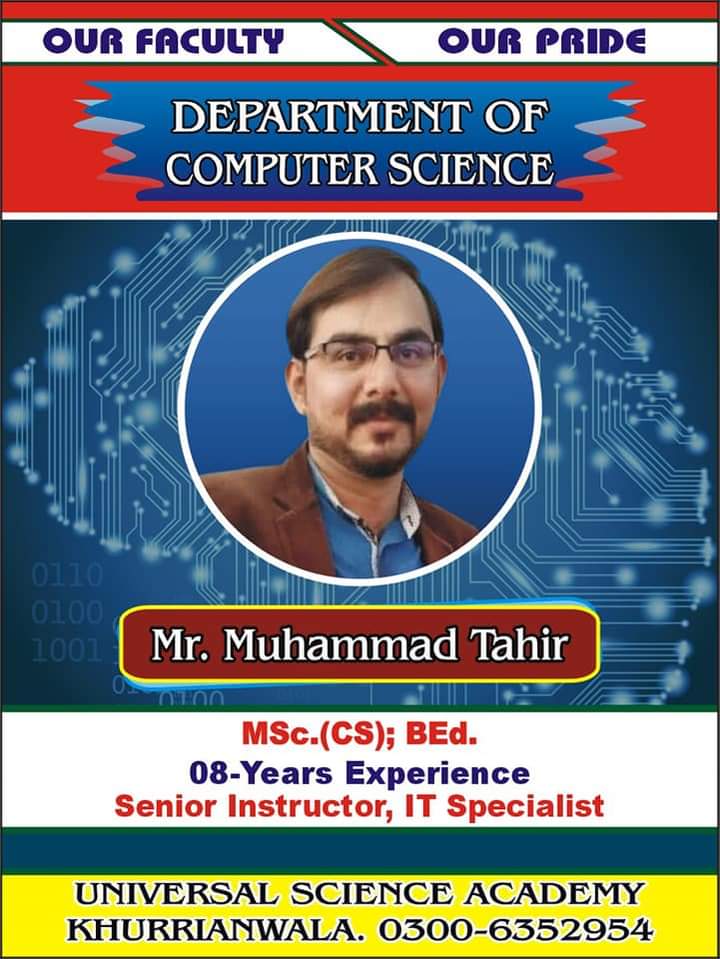 OUR FACULTY OUR PRIDE
DEPARTMENT OF
COMPUTER SCIENCE
0110
0100
1001
0100
Mr. Muhammad Tahir
MSc.(CS); BEd.
08-Years Experience
Senior Instructor, IT Specialist
UNIVERSAL SCIENCE ACADEMY
KHURRIANWALA. 0300-6352954